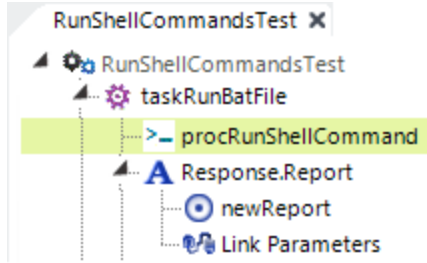 RunShellCommandsTest
RunShellCommandsTest
taskRunBatFile
procRunShellCommand
Response.Report
newReport
Link Parameters